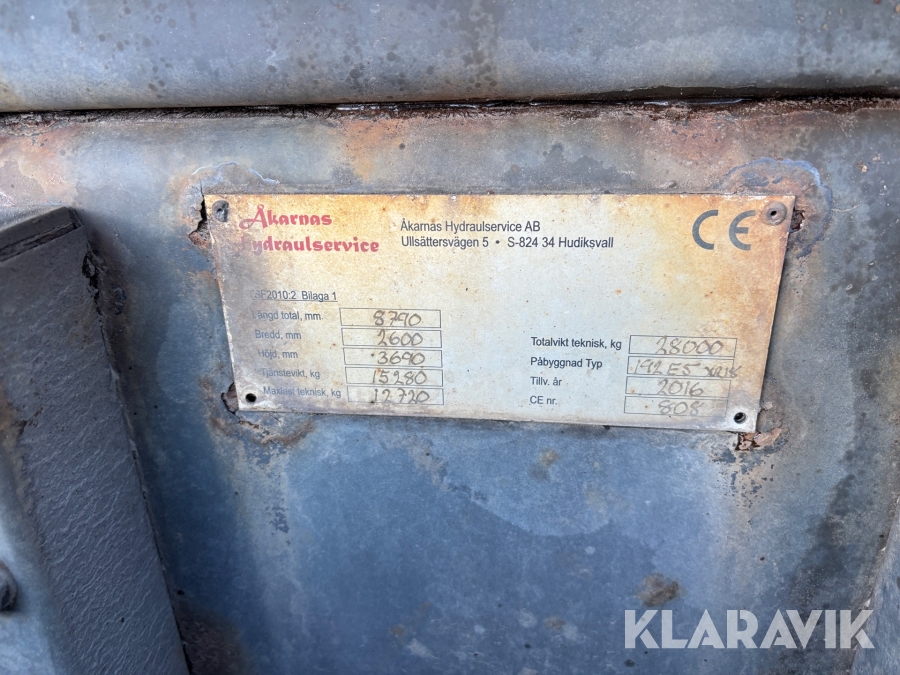 Åkarnas
Hydraulservice
Åkarnas Hydraulservice AB
Ullsättersvägen 5 • S-824 34 Hudiksvall
CE
2010:2 Bilaga 1
Längd total, mm 8790
Bredd, mm 2600
Höjd, mm 3690
Tjänstevikt, kg 15280
Maxlast teknisk, kg 12720
Totalvikt teknisk, kg 28000
Påbyggnad Typ 192E5
Tillv. år 2016
CE nr. 808
KLARAVIK